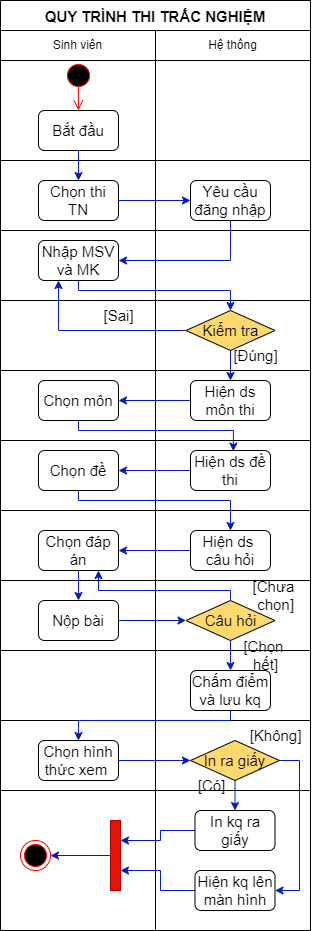 QUY TRÌNH THI TRẮC NGHIỆM
Sinh viên
Hệ thống
Bắt đầu
Chọn thi
TN
Yêu cầu
đăng nhập
Nhập MSV
và MK
[Sai]
Kiểm tra
[Đúng]
Chọn môn
Hiện ds
môn thi
Chọn đề
Hiện ds đề
thi
Chọn đáp
án
Hiện ds
câu hỏi
[Chưa
chọn]
Nộp bài
Câu hỏi
[Chọn
hết]
Chấm điểm
và lưu kq
[Không]
Chọn hình
thức xem
In ra giấy
[Có]
In kq ra
giấy
Hiện kq lên
màn hình